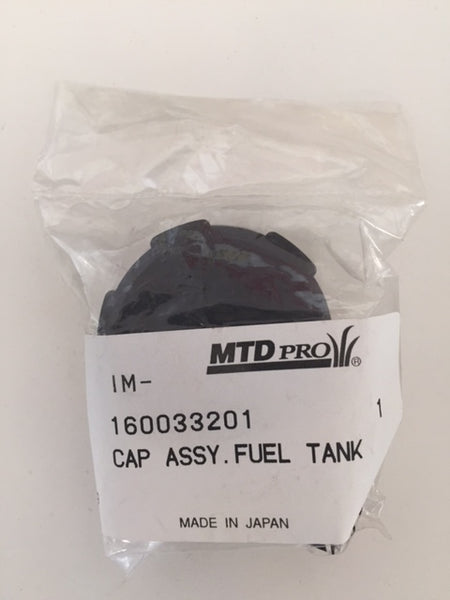 MTD PRO®
IM-
160033201 1
CAP ASSY.FUEL TANK
MADE IN JAPAN